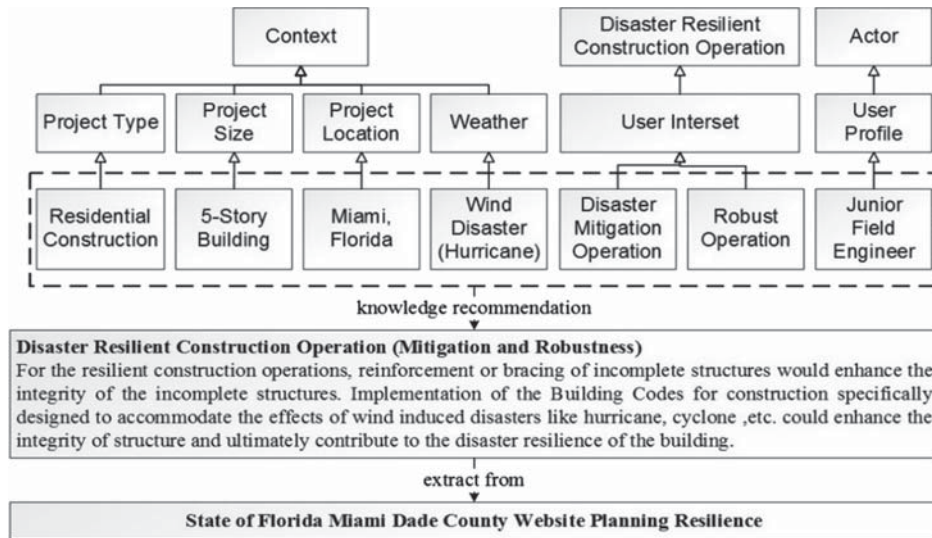 Context
Disaster Resilient
Construction Operation
Actor
Project Type
Project
Size
Project
Location
Weather
User Interset
User
Profile
Residential
Construction
5-Story
Building
Miami,
Florida
Wind
Disaster
(Hurricane)
Disaster
Mitigation
Operation
Robust
Operation
Junior
Field
Engineer
knowledge recommendation
Disaster Resilient Construction Operation (Mitigation and Robustness)
For the resilient construction operations, reinforcement or bracing of incomplete structures would enhance the
integrity of the incomplete structures. Implementation of the Building Codes for construction specifically
designed to accommodate the effects of wind induced disasters like hurricane, cyclone ,etc. could enhance the
integrity of structure and ultimately contribute to the disaster resilience of the building.
extract from
State of Florida Miami Dade County Website Planning Resilience